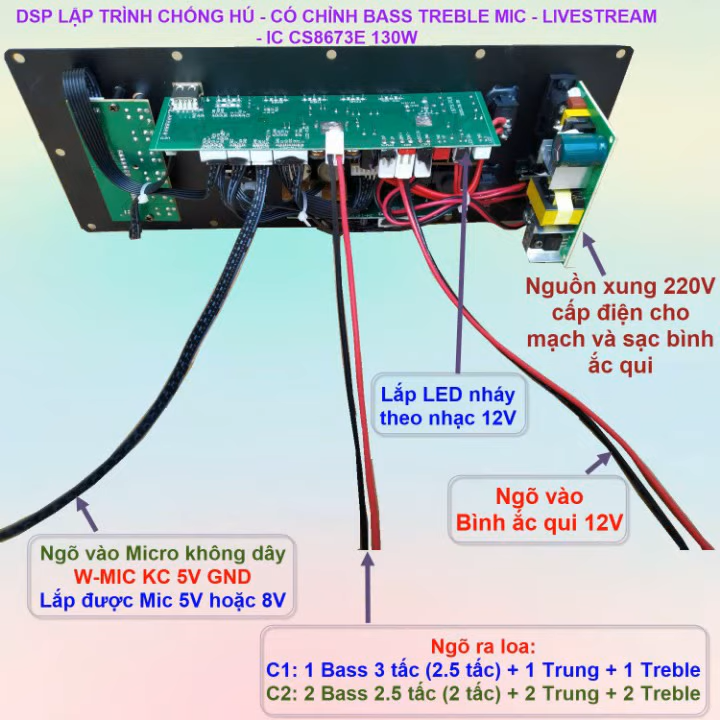 DSP LẬP TRÌNH CHỐNG HÚ - CÓ CHỈNH BASS TREBLE MIC - LIVESTREAM
- IC CS8673E 130W
Nguồn xung 220V
cấp điện cho
mạch và sạc bình
ắc qui
Lắp LED nháy
theo nhạc 12V
Ngõ vào
Bình ắc qui 12V
Ngõ vào Micro không dây
W-MIC KC 5V GND
Lắp được Mic 5V hoặc 8V
Ngõ ra loa:
C1: 1 Bass 3 tấc (2.5 tấc) + 1 Trung + 1 Treble
C2: 2 Bass 2.5 tấc (2 tấc) + 2 Trung + 2 Treble